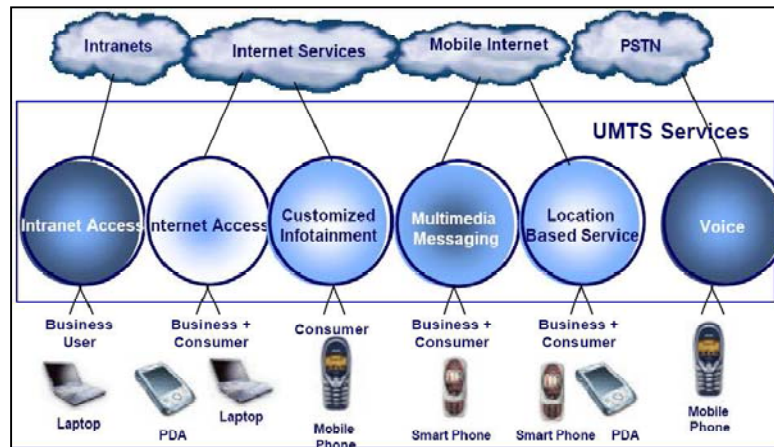 Intranets
Internet Services
Mobile Internet
PSTN
UMTS Services
Intranet Access
Internet Access
Customized
Infotainment
Multimedia
Messaging
Location
Based Service
Voice
Business
User
Business +
Consumer
Consumer
Business +
Consumer
Business +
Consumer
Laptop
PDA
Laptop
Mobile
Phone
Smart Phone
Smart Phone
PDA
Mobile
Phone